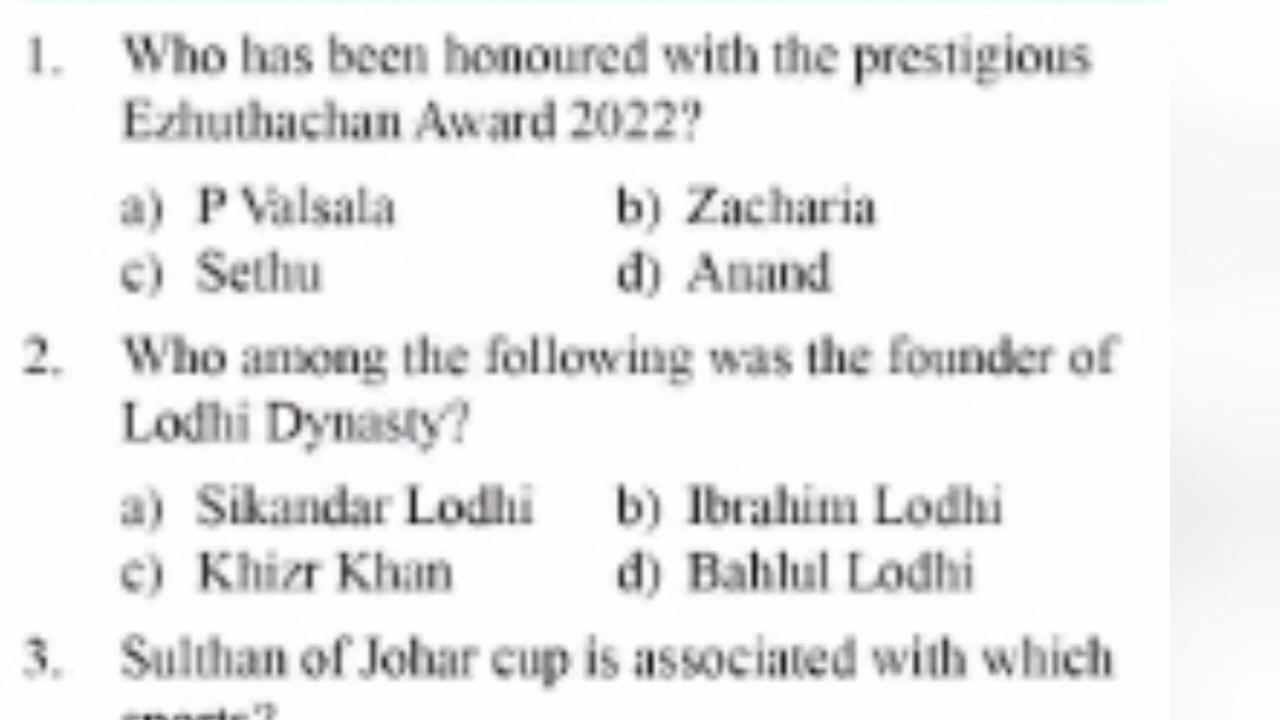 1. Who has been honoured with the prestigious
Ezhuthachan Award 2022?
a) P Valsala b) Zacharia
c) Sethu d) Anand
2. Who among the following was the founder of
Lodhi Dynasty?
a) Sikandar Lodhi b) Ibrahim Lodhi
c) Khizr Khan d) Bahlul Lodhi
3. Sulthan of Johar cup is associated with which
sports?